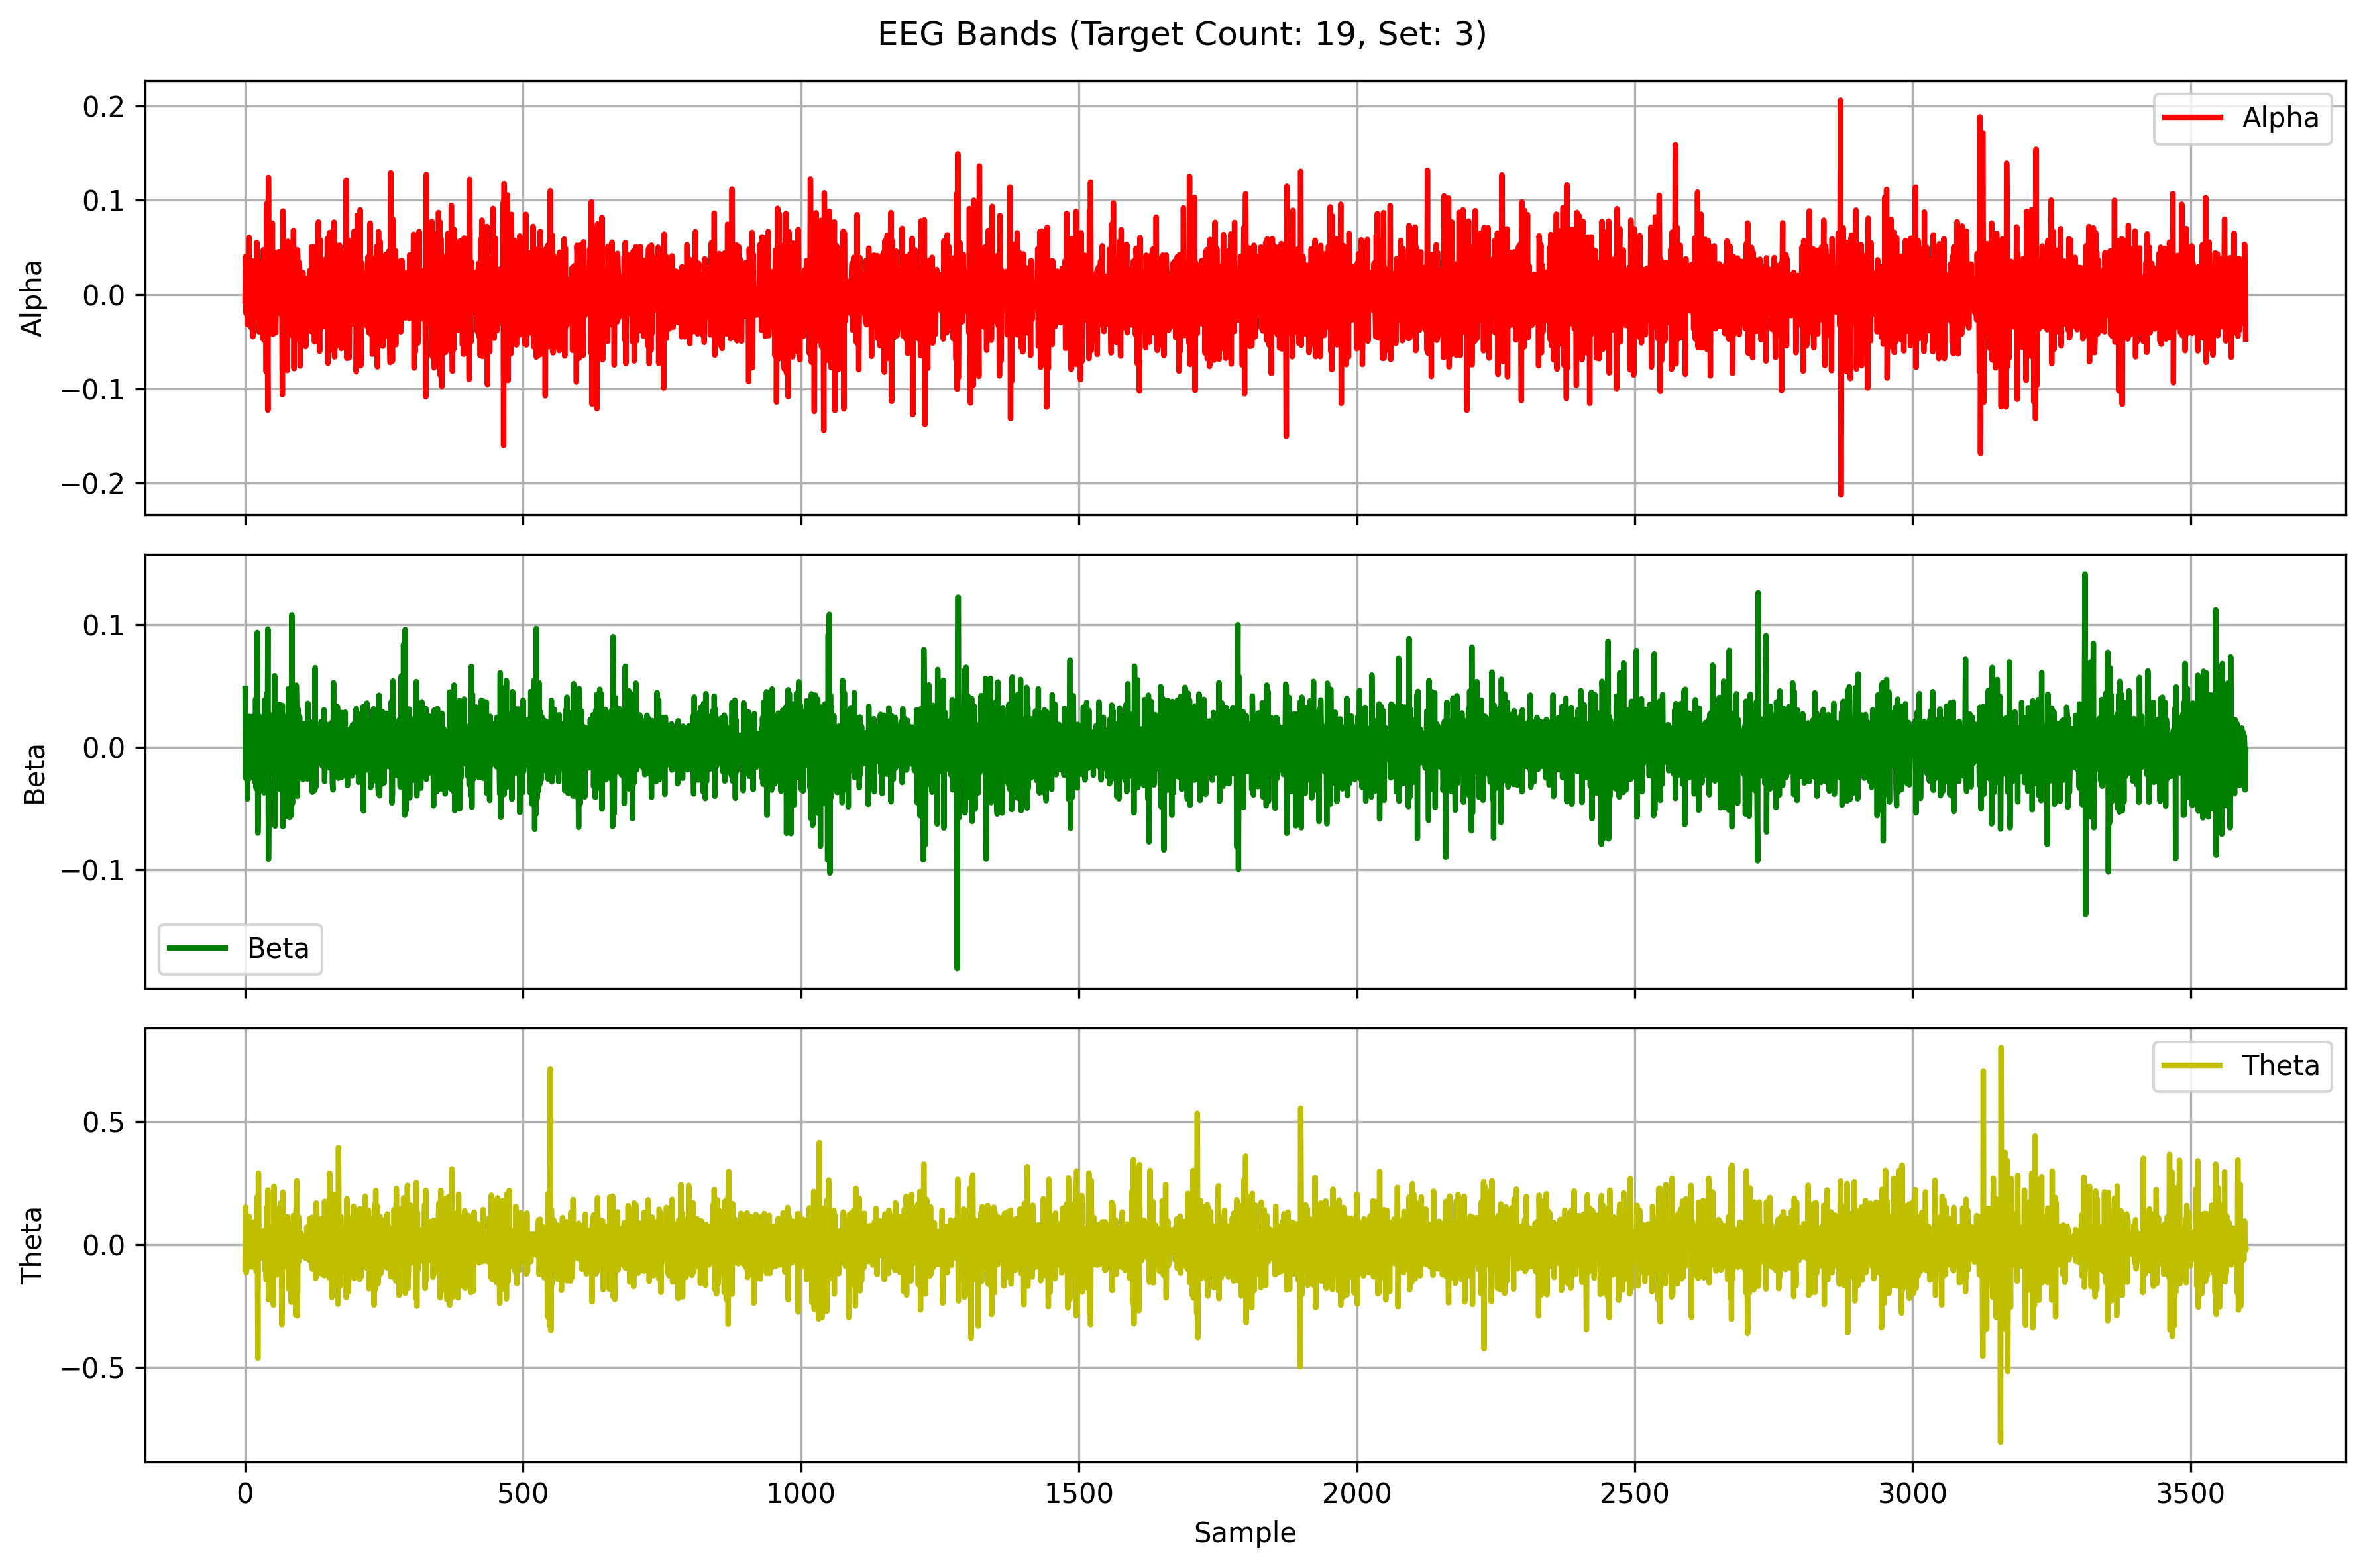 EEG Bands (Target Count: 19, Set: 3)
0.2
0.1
0.0
−0.1
−0.2
Alpha
Alpha
0.1
0.0
−0.1
Beta
Beta
0.5
0.0
−0.5
Theta
Theta
0 500 1000 1500 2000 2500 3000 3500
Sample